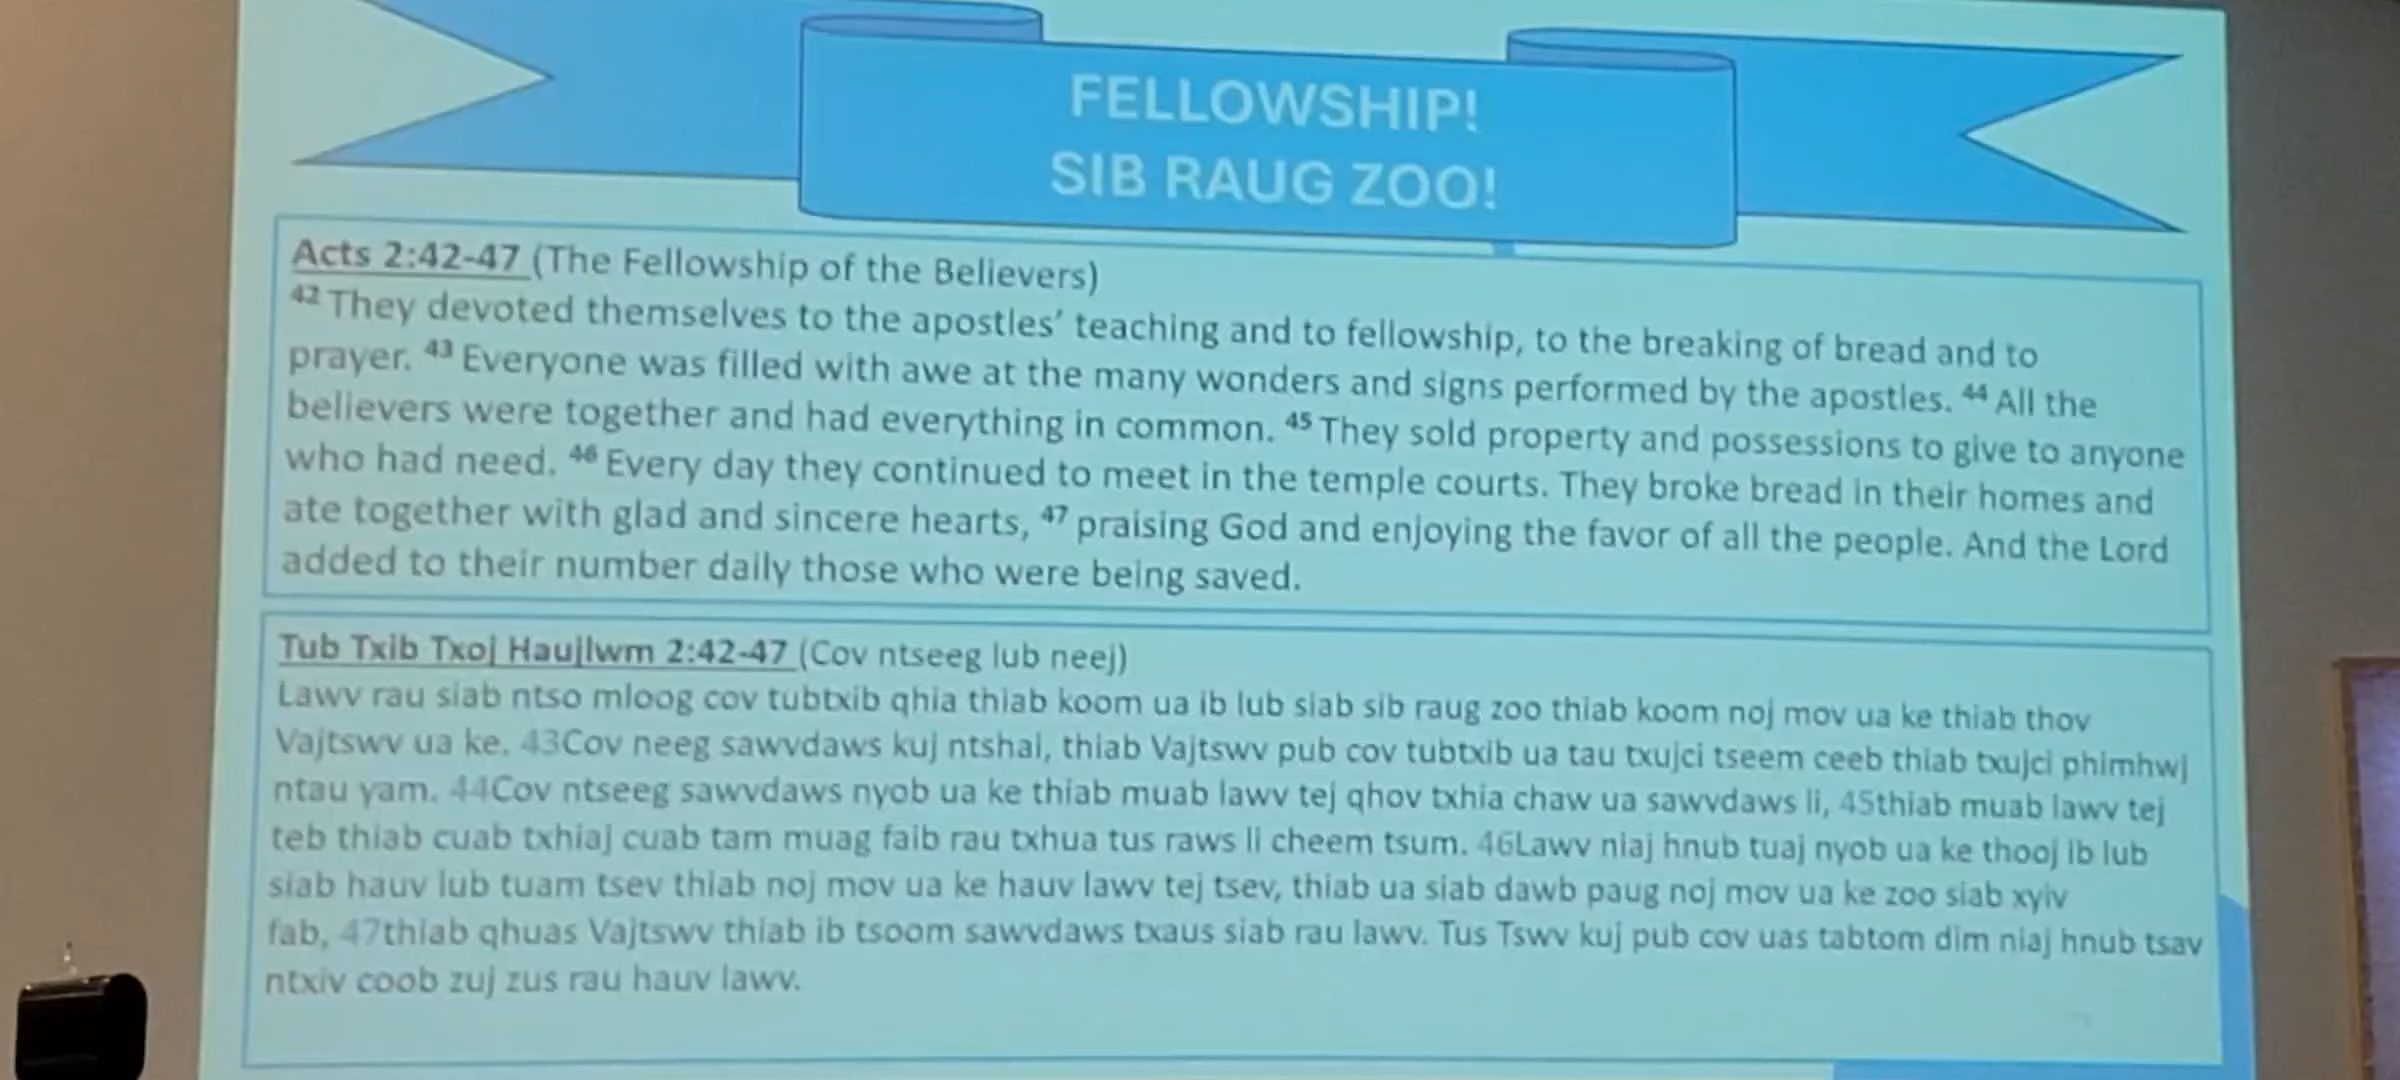 FELLOWSHIP!
SIB RAUG ZOO!
Acts 2:42-47 (The Fellowship of the Believers)
42 They devoted themselves to the apostles’ teaching and to fellowship, to the breaking of bread and to
prayer. 43 Everyone was filled with awe at the many wonders and signs performed by the apostles. 44 All the
believers were together and had everything in common. 45 They sold property and possessions to give to anyone
who had need. 46 Every day they continued to meet in the temple courts. They broke bread in their homes and
ate together with glad and sincere hearts, 47 praising God and enjoying the favor of all the people. And the Lord
added to their number daily those who were being saved.
Tub Txib Txoj Haujlwm 2:42-47 (Cov ntseeg lub neej)
Lawv rau siab ntso mloog cov tubtxib qhia thiab koom ua ib lub siab sib raug zoo thiab koom noj mov ua ke thiab thov
Vajtswv ua ke. 43Cov neeg sawvdaws kuj ntshai, thiab Vajtswv pub cov tubtxib ua tau txujci tseem ceeb thiab txujci phimhwj
ntau yam. 44Cov ntseeg sawvdaws nyob ua ke thiab muab lawv tej qhov txhia chaw ua sawvdaws li, 45thiab muab lawv tej
teb thiab cuab txhiaj cuab tam muag faib rau txhua tus raws li cheem tsum. 46Lawv niaj hnub tuaj nyob ua ke thooj ib lub
siab hauv lub tuam tsev thiab noj mov ua ke hauv lawv tej tsev, thiab ua siab dawb paug noj mov ua ke zoo siab xyiv
fab, 47thiab qhuas Vajtswv thiab ib tsoom sawvdaws txaus siab rau lawv. Tus Tswv kuj pub cov uas tabtom dim niaj hnub tsav
ntxiv coob zuj zus rau hauv lawv.